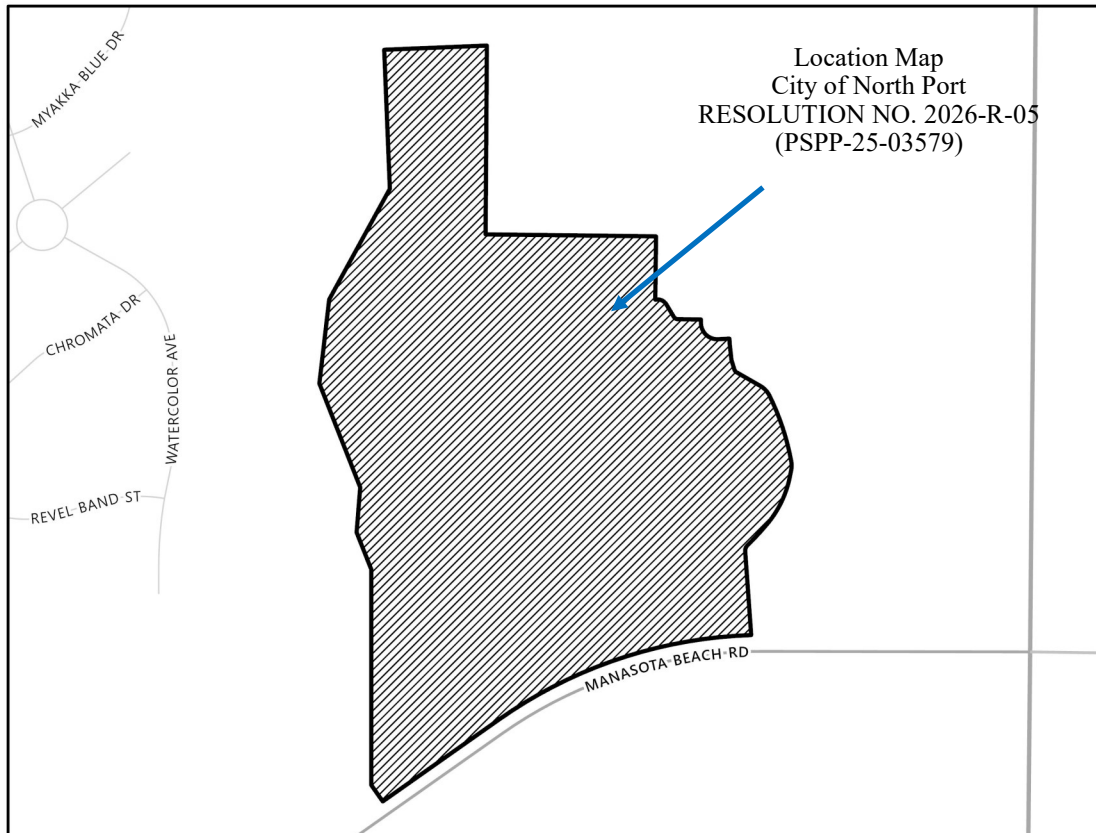 Location Map
City of North Port
RESOLUTION NO. 2026-R-05
(PSPP-25-03579)
MYAKKA BLUE DR
CHROMATA DR
WATERCOLOR AVE
REVEL BAND ST
MANASOTA BEACH RD